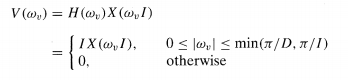 V(ω_v) = H(ω_v)X(ω_v I)
= { IX(ω_v I), 0 ≤ |ω_v| ≤ min(π/D, π/I)
0, otherwise